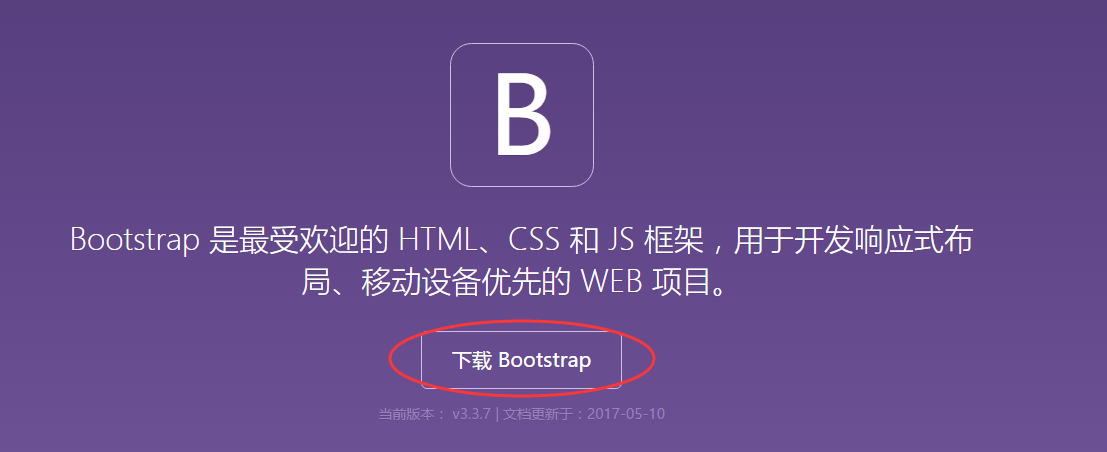 B
Bootstrap 是最受欢迎的 HTML、CSS 和 JS 框架，用于开发响应式布
局、移动设备优先的 WEB 项目。
下载 Bootstrap
当前版本： v3.3.7 | 文档更新于：2017-05-10